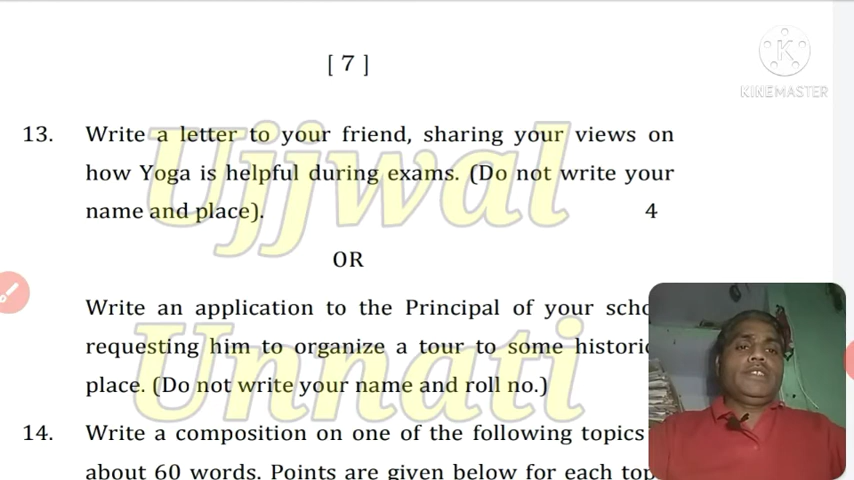 KINEMASTER
[ 7 ]
13. Write a letter to your friend, sharing your views on
how Yoga is helpful during exams. (Do not write your
name and place). 4
OR
Write an application to the Principal of your
requesting him to organize a tour to some
place. (Do not write your name and roll no.)
14. Write a composition on one of the following topics
about 60 words. Points are given below for each
Ujjwal
Unnati